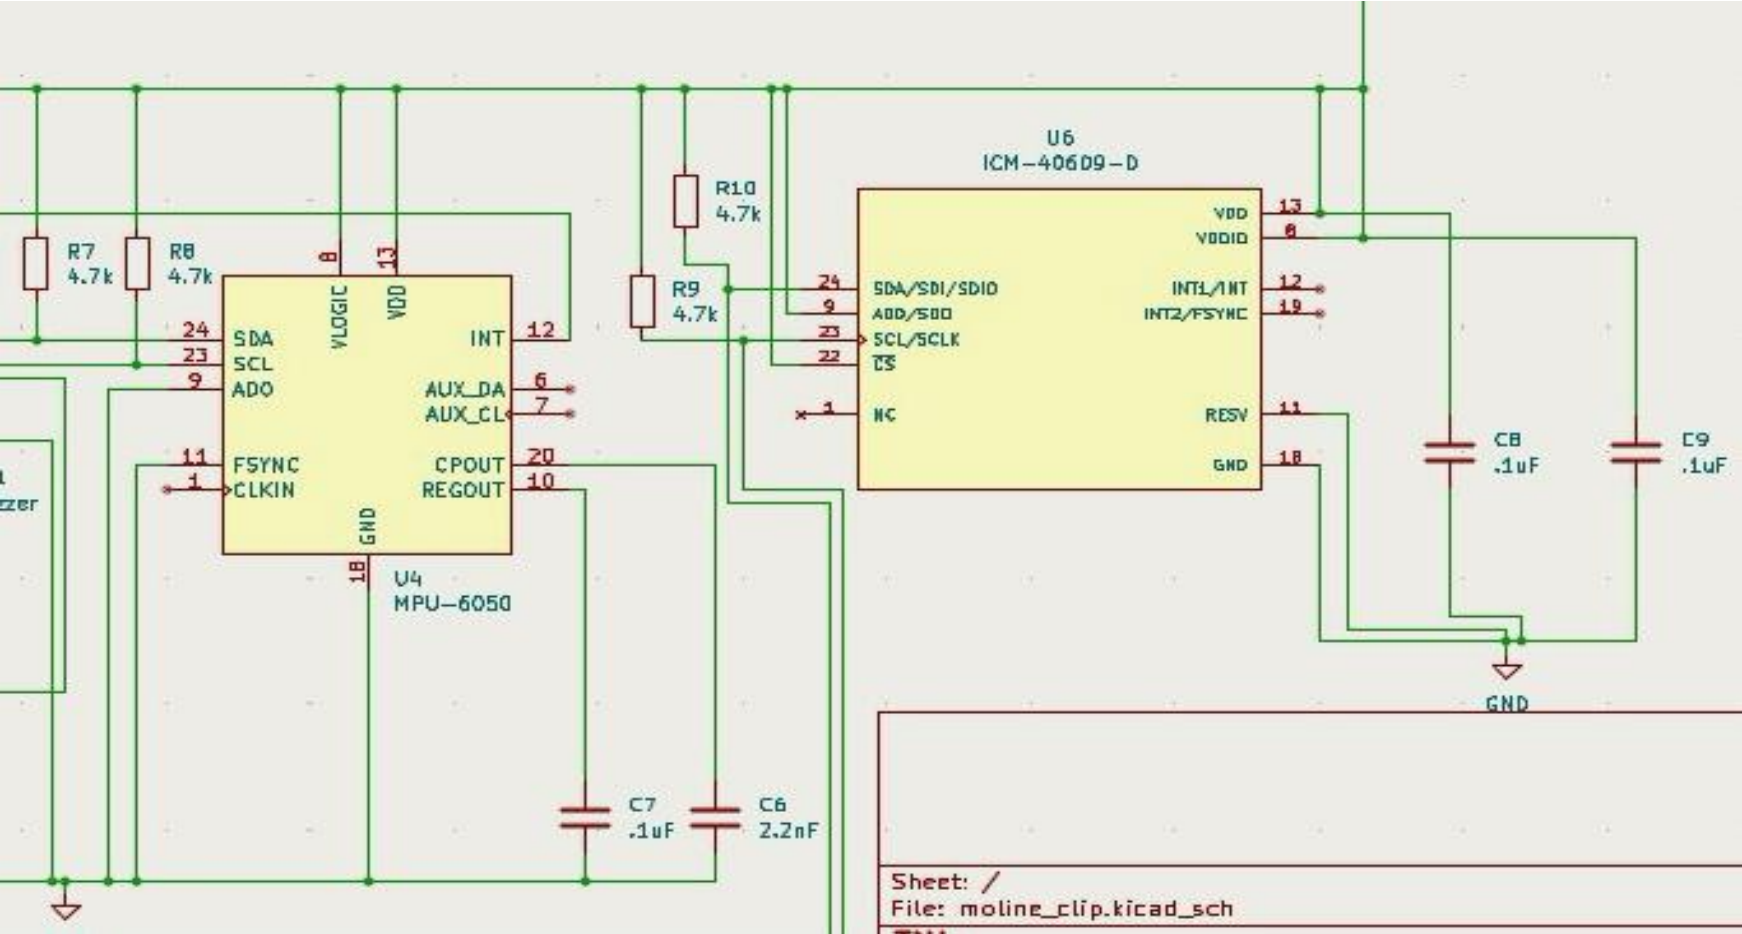 U6
ICM-40609-D
R10
4.7k
R7
4.7k
R8
4.7k
R9
4.7k
8
13
VLOGIC
VDD
24
SDA
23
SCL
9
ADO
11
FSYNC
1
CLKIN
INT
12
AUX_DA
6
AUX_CL
7
CPOUT
20
REGOUT
10
GND
18
U4
MPU-6050
24
SDA/SDI/SDIO
9
AD0/SDO
23
SCL/SCLK
22
CS
1
NC
VDD
13
VDDIO
8
INT1/INT
12
INT2/FSYNC
19
RESV
11
GND
18
C8
.1uF
C9
.1uF
GND
C7
.1uF
C6
2.2nF
Sheet: /
File: moline_clip.kicad_sch